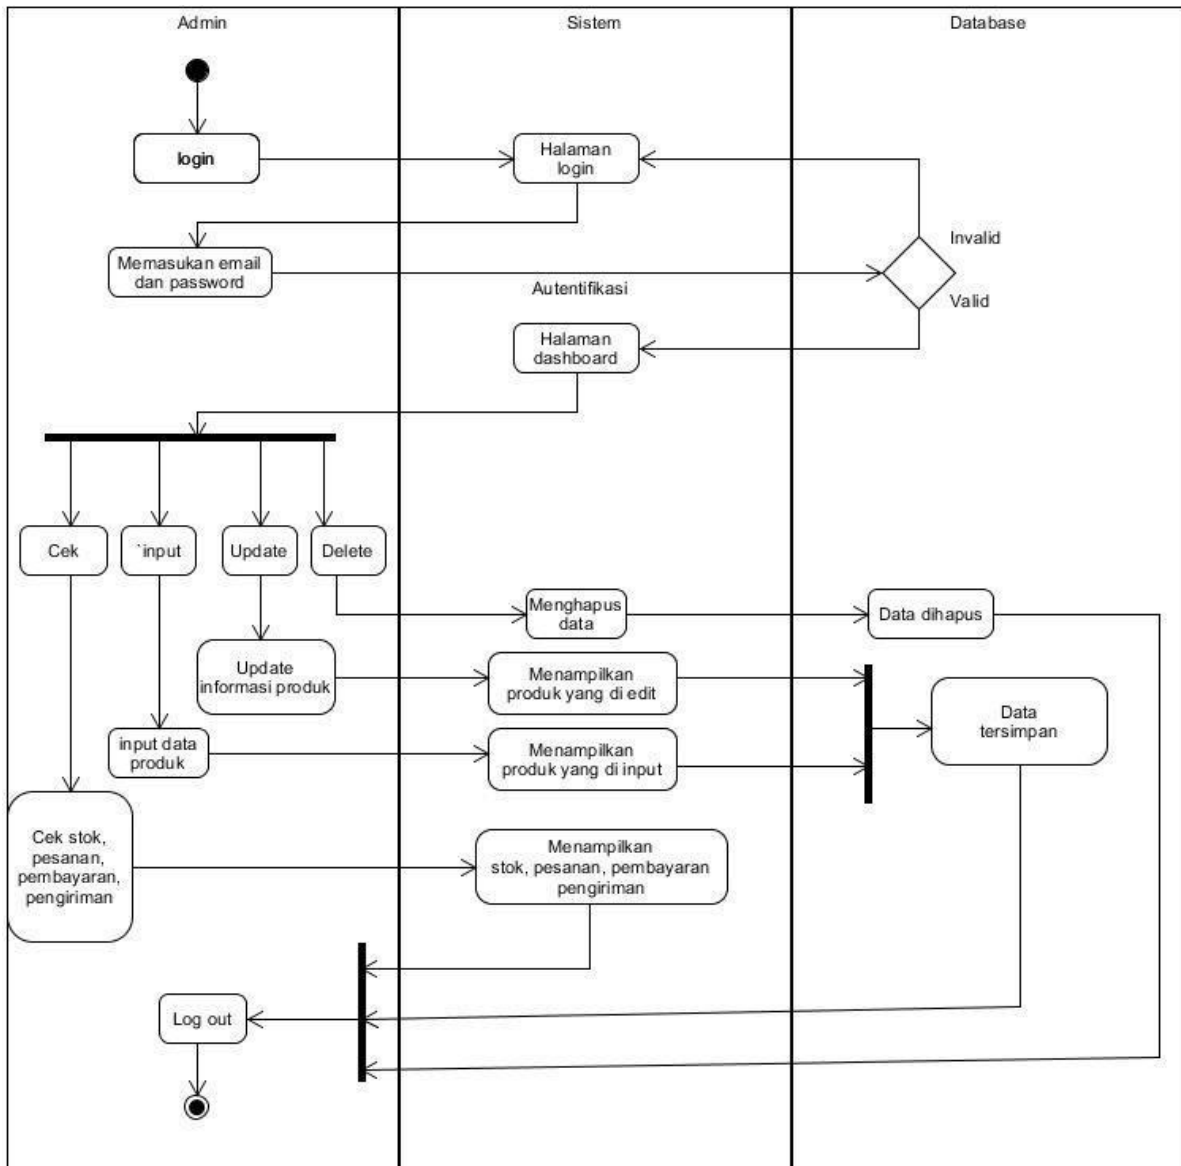 Admin
Sistem
Database
login
Halaman
login
Invalid
Memasukan email
dan password
Autentifikasi
Valid
Halaman
dashboard
Cek
`input
Update
Delete
Menghapus
data
Data dihapus
Update
informasi produk
Menampilkan
produk yang di edit
Data
tersimpan
input data
produk
Menampilkan
produk yang di input
Cek stok,
pesanan,
pembayaran,
pengiriman
Menampilkan
stok, pesanan, pembayaran
pengiriman
Log out